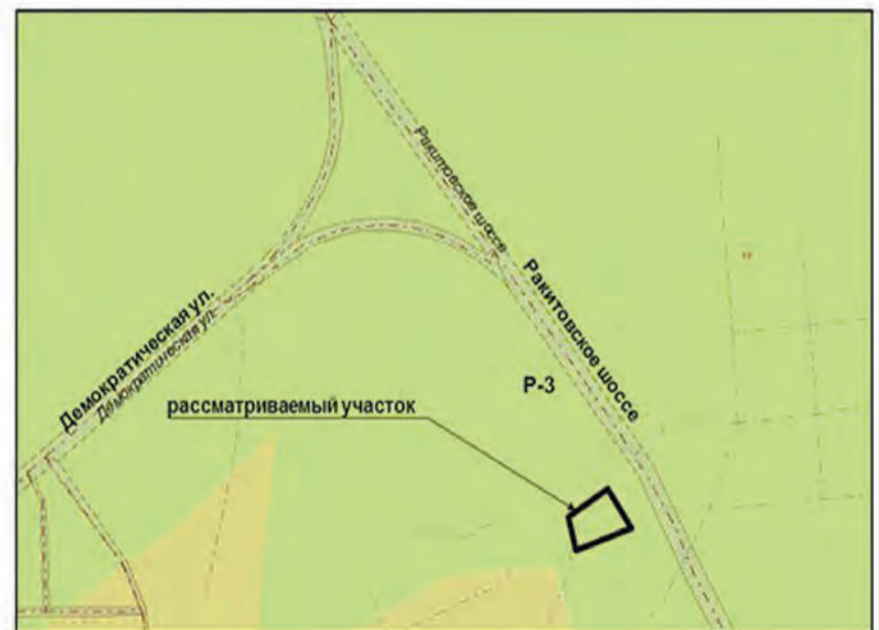 Ракитовское шоссе
Ракитовское шоссе
Демократическая ул.
Демократическая ул.
Р-3
рассматриваемый участок